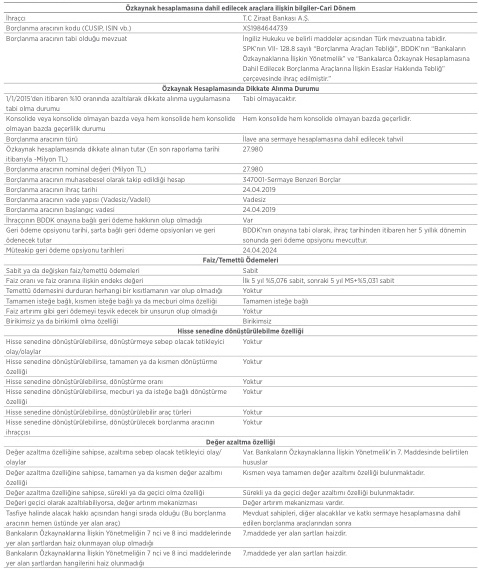 Özkaynak hesaplamasına dahil edilecek araçlara ilişkin bilgiler-Cari Dönem
İhraçcı T.C Ziraat Bankası A.Ş.
Borçlanma aracının kodu (CUSIP, ISIN vb.) XS1984644739
Borçlanma aracının tabi olduğu mevzuat İngiliz Hukuku ve belirli maddeler açısından Türk mevzuatına tabidir.
SPK'nın VII- 128.8 sayılı "Borçlanma Araçları Tebliği", BDDK'nın "Bankaların
Özkaynaklarına İlişkin Yönetmelik" ve "Bankalarca Özkaynak Hesaplamasına
Dahil Edilecek Borçlanma Araçlarına İlişkin Esaslar Hakkında Tebliğ"
çerçevesinde ihraç edilmiştir."
Özkaynak Hesaplamasında Dikkate Alınma Durumu
1/1/2015'den itibaren %10 oranında azaltılarak dikkate alınma uygulamasına Tabi olmayacaktır.
tabi olma durumu
Konsolide veya konsolide olmayan bazda veya hem konsolide hem konsolide Hem konsolide hem konsolide olmayan bazda geçerlidir.
olmayan bazda geçerlilik durumu
Borçlanma aracının türü İlave ana sermaye hesaplamasına dahil edilecek tahvil
Özkaynak hesaplamasında dikkate alınan tutar (En son raporlama tarihi 27.980
itibarıyla -Milyon TL)
Borçlanma aracının nominal değeri (Milyon TL) 27.980
Borçlanma aracının muhasebesel olarak takip edildiği hesap 347001-Sermaye Benzeri Borçlar
Borçlanma aracının ihraç tarihi 24.04.2019
Borçlanma aracının vade yapısı (Vadesiz/Vadeli) Vadesiz
Borçlanma aracının başlangıç vadesi 24.04.2019
İhraççının BDDK onayına bağlı geri ödeme hakkının olup olmadığı Var
Geri ödeme opsiyonu tarihi, şarta bağlı geri ödeme opsiyonları ve geri BDDK'nın onayına tabi olarak, ihraç tarihinden itibaren her 5 yıllık dönemin
ödenecek tutar sonunda geri ödeme opsiyonu mevcuttur.
Müteakip geri ödeme opsiyonu tarihleri 24.04.2024
Faiz/Temettü Ödemeleri
Sabit ya da değişken faiz/temettü ödemeleri Sabit
Faiz oranı ve faiz oranına ilişkin endeks değeri İlk 5 yıl %5,076 sabit, sonraki 5 yıl MS+%5,031 sabit
Temettü ödemesini durduran herhangi bir kısıtlamanın var olup olmadığı Yoktur
Tamamen isteğe bağlı, kısmen isteğe bağlı ya da mecburi olma özelliği Tamamen isteğe bağlı
Faiz artırımı gibi geri ödemeyi teşvik edecek bir unsurun olup olmadığı Yoktur
Birikimsiz ya da birikimli olma özelliği Birikimsiz
Hisse senedine dönüştürülebilme özelliği
Hisse senedine dönüştürülebilirse, dönüştürmeye sebep olacak tetikleyici Yoktur
olay/olaylar
Hisse senedine dönüştürülebilirse, tamamen ya da kısmen dönüştürme Yoktur
özelliği
Hisse senedine dönüştürülebilirse, dönüştürme oranı Yoktur
Hisse senedine dönüştürülebilirse, mecburi ya da isteğe bağlı dönüştürme Yoktur
özelliği
Hisse senedine dönüştürülebilirse, dönüştürülebilir araç türleri Yoktur
Hisse senedine dönüştürülebilirse, dönüştürülecek borçlanma aracının Yoktur
ihraççısı
Değer azaltma özelliği
Değer azaltma özelliğine sahipse, azaltıma sebep olacak tetikleyici olay/ Var. Bankaların Özkaynaklarına İlişkin Yönetmelik'in 7. Maddesinde belirtilen
olaylar hususlar
Değer azaltma özelliğine sahipse, tamamen ya da kısmen değer azaltımı Kısmen veya tamamen değer azaltımı özelliği bulunmaktadır.
özelliği
Değer azaltma özelliğine sahipse, sürekli ya da geçici olma özelliği Sürekli ya da geçici değer azaltımı özelliği bulunmaktadır.
Değeri geçici olarak azaltılabiliyorsa, değer artırım mekanizması Değer artırım mekanizması vardır.
Tasfiye halinde alacak hakkı açısından hangi sırada olduğu (Bu borçlanma Mevduat sahipleri, diğer alacaklılar ve katkı sermaye hesaplamasına dahil
aracının hemen üstünde yer alan araç) edilen borçlanma araçlarından sonra
Bankaların Özkaynaklarına İlişkin Yönetmeliğin 7 nci ve 8 inci maddelerinde 7.maddede yer alan şartları haizdir.
yer alan şartlardan haiz olunmayan olup olmadığı
Bankaların Özkaynaklarına İlişkin Yönetmeliğin 7 nci ve 8 inci maddelerinde 7.maddede yer alan şartları haizdir.
yer alan şartlardan hangilerini haiz olunmadığı